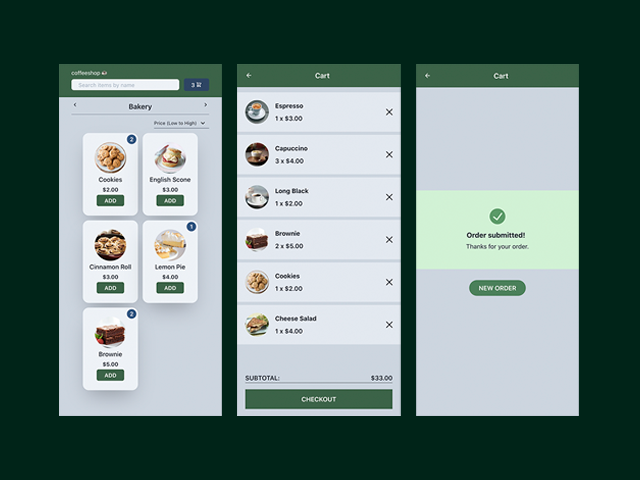 coffeeshop
Search items by name
3
Bakery
Price (Low to High)
2
Cookies
$2.00
ADD
English Scone
$3.00
ADD
Cinnamon Roll
$3.00
ADD
1
Lemon Pie
$4.00
ADD
2
Brownie
$5.00
ADD
Cart
Espresso
1 x $3.00
Capuccino
3 x $4.00
Long Black
1 x $2.00
Brownie
2 x $5.00
Cookies
1 x $2.00
Cheese Salad
1 x $4.00
SUBTOTAL: $33.00
CHECKOUT
Cart
Order submitted!
Thanks for your order.
NEW ORDER